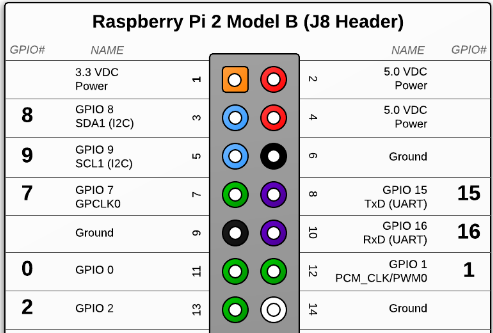 Raspberry Pi 2 Model B (J8 Header)
GPIO# NAME NAME GPIO#
3.3 VDC
Power 1 2 5.0 VDC
Power
8 GPIO 8
SDA1 (I2C) 3 4 5.0 VDC
Power
9 GPIO 9
SCL1 (I2C) 5 6 Ground
7 GPIO 7
GPCLK0 7 8 GPIO 15
TxD (UART) 15
Ground 9 10 GPIO 16
RxD (UART) 16
0 GPIO 0 11 12 GPIO 1
PCM_CLK/PWM0 1
2 GPIO 2 13 14 Ground